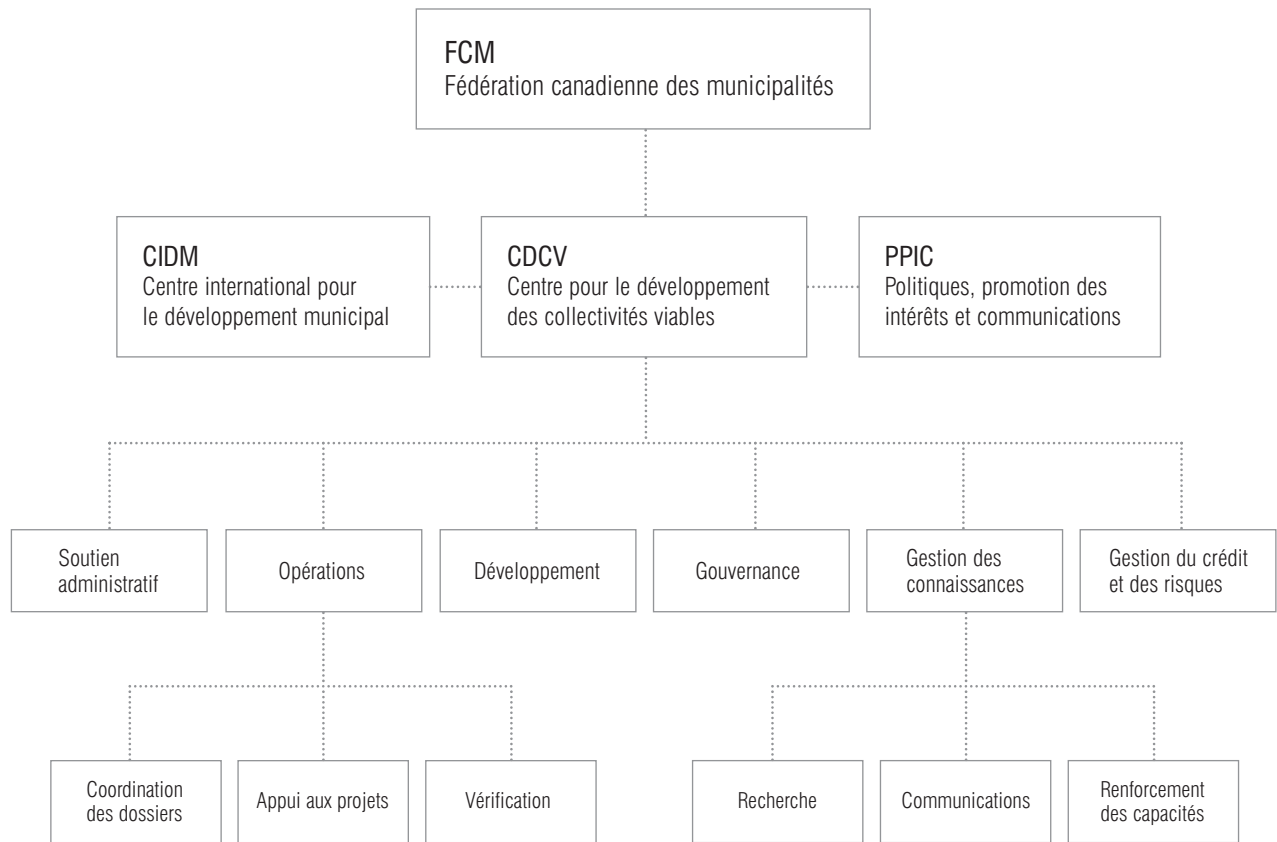 FCM
Fédération canadienne des municipalités
CIDM
Centre international pour
le développement municipal
CDCV
Centre pour le développement
des collectivités viables
PPIC
Politiques, promotion des
intérêts et communications
Soutien
administratif
Opérations
Développement
Gouvernance
Gestion des
connaissances
Gestion du crédit
et des risques
Coordination
des dossiers
Appui aux projets
Vérification
Recherche
Communications
Renforcement
des capacités